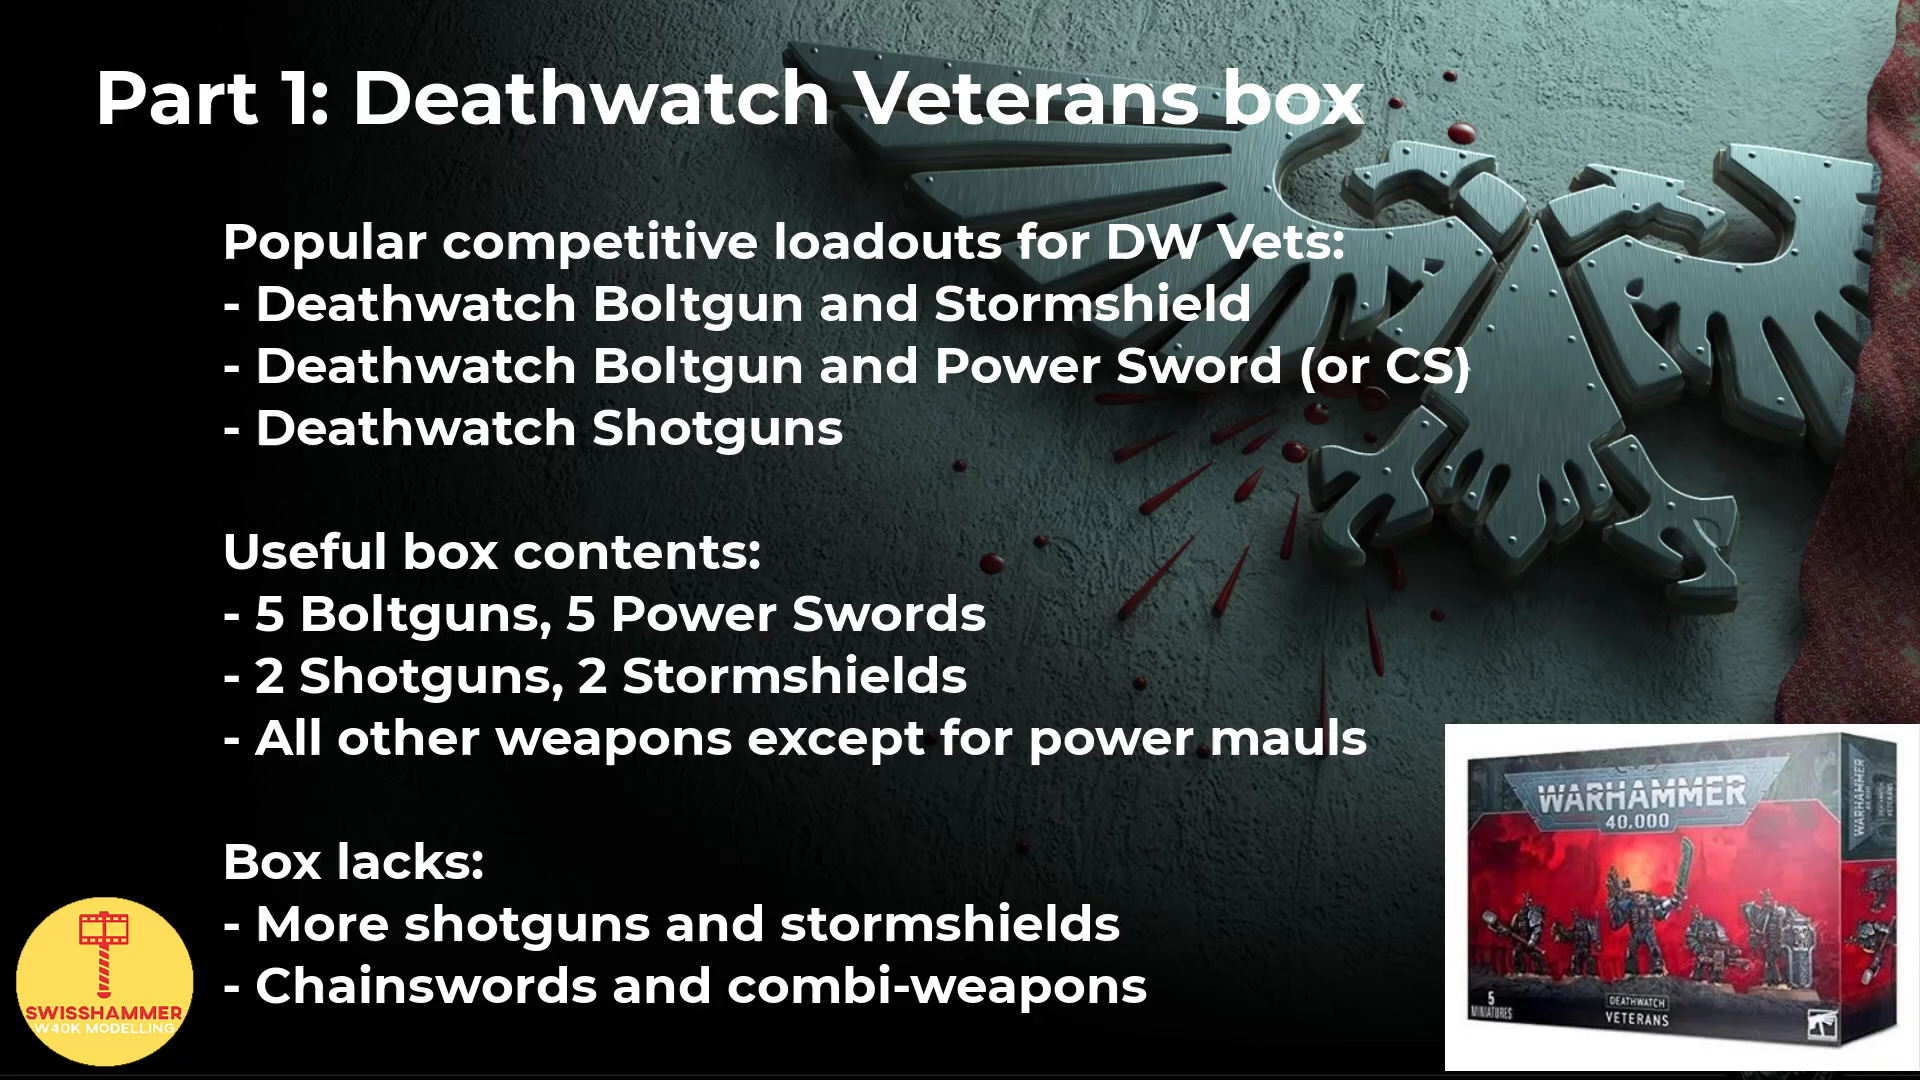 Part 1: Deathwatch Veterans box
Popular competitive loadouts for DW Vets:
- Deathwatch Boltgun and Stormshield
- Deathwatch Boltgun and Power Sword (or CS)
- Deathwatch Shotguns
Useful box contents:
- 5 Boltguns, 5 Power Swords
- 2 Shotguns, 2 Stormshields
- All other weapons except for power mauls
Box lacks:
- More shotguns and stormshields
- Chainswords and combi-weapons
SWISSHAMMER
W40K MODELLING
WARHAMMER
40,000
5
MINIATURES
DEATHWATCH
VETERANS
WARHAMMER
40,000